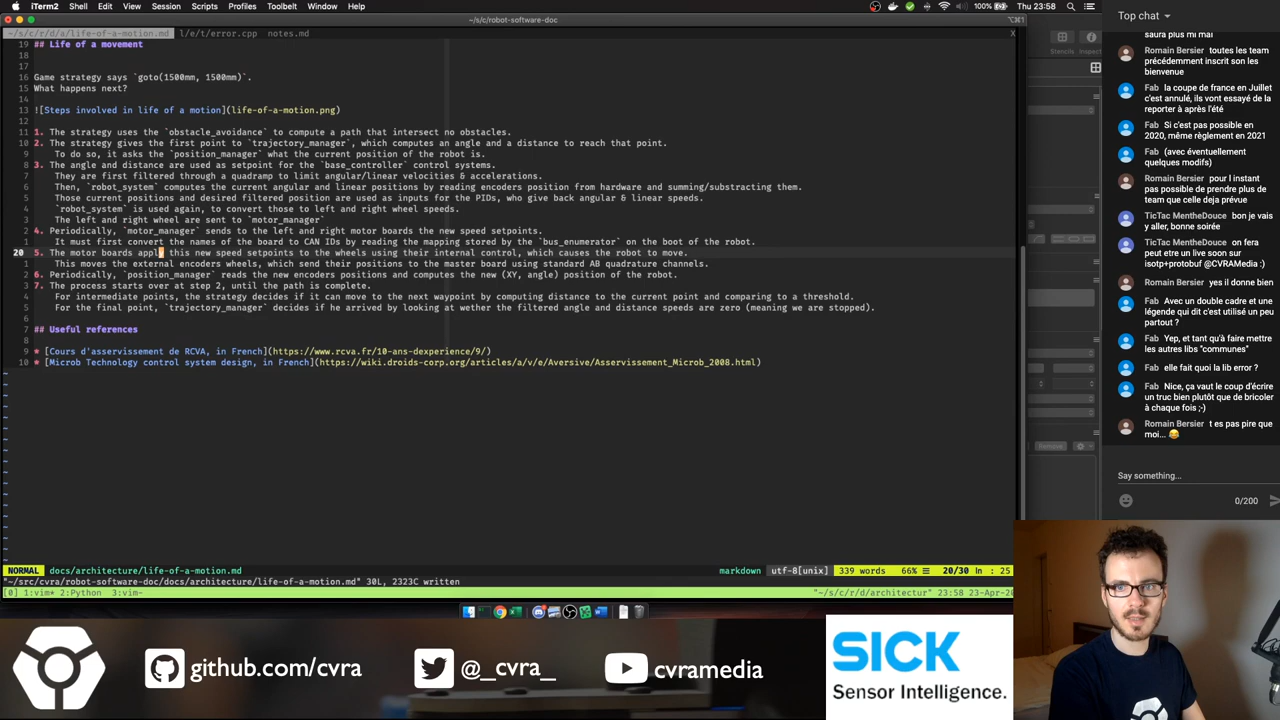 iTerm2 Shell Edit View Session Scripts Profiles Toolbelt Window Help
100% Thu 23:58
~/s/c/robot-software-doc
⌥⌘1
~/s/c/r/d/a/life-of-a-motion.md l/e/t/error.cpp notes.md X
19 ## Life of a movement
18
17
16 Game strategy says `goto(1500mm, 1500mm)`.
15 What happens next?
14
13 ![Steps involved in life of a motion](life-of-a-motion.png)
12
11 1. The strategy uses the `obstacle_avoidance` to compute a path that intersect no obstacles.
10 2. The strategy gives the first point to `trajectory_manager`, which computes an angle and a distance to reach that point.
9 To do so, it asks the `position_manager` what the current position of the robot is.
8 3. The angle and distance are used as setpoint for the `base_controller` control systems.
7 They are first filtered through a quadramp to limit angular/linear velocities & accelerations.
6 Then, `robot_system` computes the current angular and linear positions by reading encoders position from hardware and summing/substracting them.
5 Those current positions and desired filtered position are used as inputs for the PIDs, who give back angular & linear speeds.
4 `robot_system` is used again, to convert those to left and right wheel speeds.
3 The left and right wheel are sent to `motor_manager`
2 4. Periodically, `motor_manager` sends to the left and right motor boards the new speed setpoints.
1 It must first convert the names of the board to CAN IDs by reading the mapping stored by the `bus_enumerator` on the boot of the robot.
20 5. The motor boards apply this new speed setpoints to the wheels using their internal control, which causes the robot to move.
1 This moves the external encoders wheels, which send their positions to the master board using standard AB quadrature channels.
2 6. Periodically, `position_manager` reads the new encoders positions and computes the new (XY, angle) position of the robot.
3 7. The process starts over at step 2, until the path is complete.
4 For intermediate points, the strategy decides if it can move to the next waypoint by computing distance to the current point and comparing to a threshold.
5 For the final point, `trajectory_manager` decides if he arrived by looking at wether the filtered angle and distance speeds are zero (meaning we are stopped).
6
7 ## Useful references
8
9 * [Cours d'asservissement de RCVA, in French](https://www.rcva.fr/10-ans-dexperience/9/)
10 * [Microb Technology control system design, in French](https://wiki.droids-corp.org/articles/a/v/e/Aversive/Asservissement_Microb_2008.html)
NORMAL docs/architecture/life-of-a-motion.md markdown utf-8[unix] 339 words 66% ☰ 20/30 ㏑ : 25
"~/src/cvra/robot-software-doc/docs/architecture/life-of-a-motion.md" 30L, 2323C written
[0] 1:vim* 2:Python 3:vim- "~/s/c/r/d/architectur" 23:58 23-Apr-20
Stencils Inspect
Remove
Top chat
saura plus mi mai
Romain Bersier toutes les team
précédemment inscrit son les
bienvenue
Fab la coupe de france en Juillet
c'est annulé, ils vont essayé de la
reporter à après l'été
Fab Si c'est pas possible en
2020, même règlement en 2021
Fab (avec éventuellement
quelques modifs)
Romain Bersier pour l instant
pas possible de prendre plus de
team que celle deja prévue
TicTac MentheDouce bon je vais
y aller, bonne soirée
TicTac MentheDouce on fera
peut etre un live soon sur
isotp+protobuf @CVRAMedia :)
Romain Bersier yes il donne bien
Fab Avec un double cadre et une
légende qui dit c'est utilisé un peu
partout ?
Fab Yep, et tant qu'à faire mettre
les autres libs "communes"
Fab elle fait quoi la lib error ?
Fab Nice, ça vaut le coup d'écrire
un truc bien plutôt que de bricoler
à chaque fois ;-)
Romain Bersier t es pas pire que
moi... 😂
Say something...
0/200
github.com/cvra
@_cvra_
cvramedia
SICK
Sensor Intelligence.